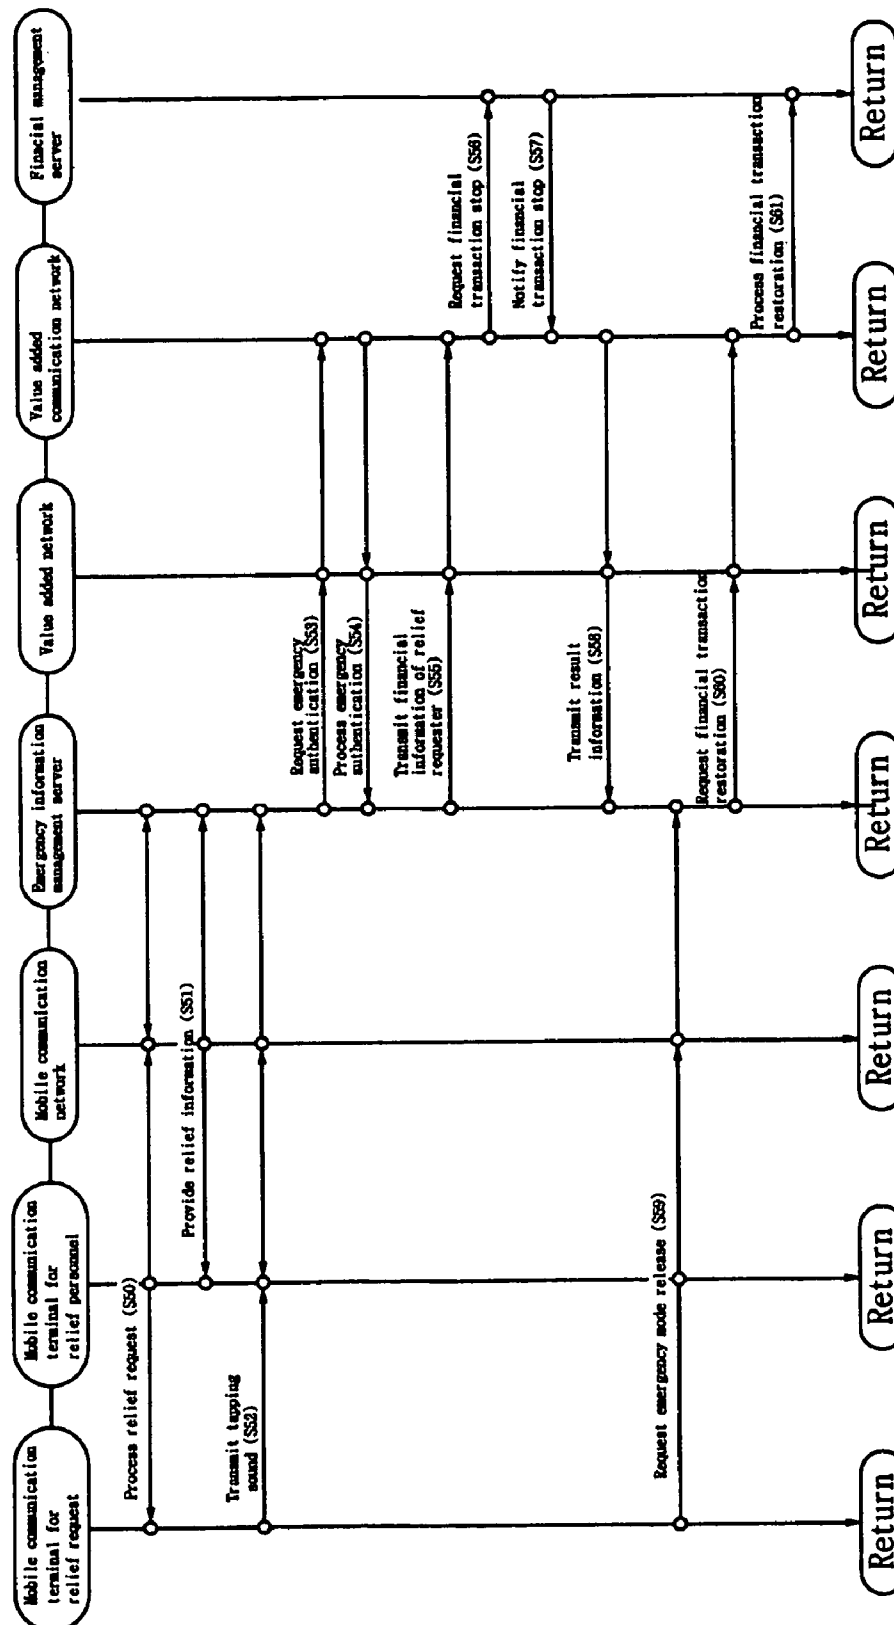 Mobile communication
terminal for
relief request
Mobile communication
terminal for
relief personnel
Mobile communication
network
Emergency information
management server
Value added network
Value added
communication network
Financial management
server
Process relief request (S50)
Provide relief information (S51)
Transmit tapping
sound (S52)
Request emergency
authentication (S53)
Process emergency
authentication (S54)
Transmit financial
information of relief
requester (S55)
Request financial
transaction stop (S56)
Notify financial
transaction stop (S57)
Transmit result
information (S58)
Request emergency mode release (S59)
Request financial transaction
restoration (S60)
Process financial transaction
restoration (S61)
Return
Return
Return
Return
Return
Return
Return